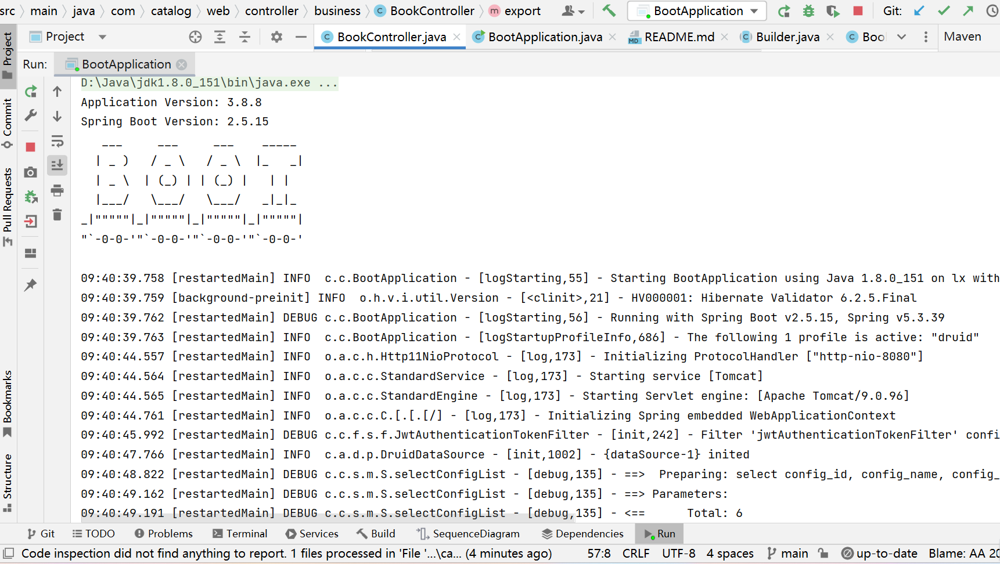 src main java com catalog web controller business BookController export BootApplication Git:
Project BookController.java BootApplication.java README.md Builder.java Boo Maven
Run: BootApplication
Project
Commit
Pull Requests
Bookmarks
Structure
D:\Java\jdk1.8.0_151\bin\java.exe ...
Application Version: 3.8.8
Spring Boot Version: 2.5.15
   ___     ___     ___    _____
  | _ )   / _ \   / _ \  |_   _|
  | _ \  | (_) | | (_) |   | |
  |___/   \___/   \___/   _|_|_
_|"""""|_|"""""|_|"""""|_|"""""|
"`-0-0-'"`-0-0-'"`-0-0-'"`-0-0-'
09:40:39.758 [restartedMain] INFO  c.c.BootApplication - [logStarting,55] - Starting BootApplication using Java 1.8.0_151 on lx with
09:40:39.759 [background-preinit] INFO  o.h.v.i.util.Version - [<clinit>,21] - HV000001: Hibernate Validator 6.2.5.Final
09:40:39.762 [restartedMain] DEBUG c.c.BootApplication - [logStarting,56] - Running with Spring Boot v2.5.15, Spring v5.3.39
09:40:39.763 [restartedMain] INFO  c.c.BootApplication - [logStartupProfileInfo,686] - The following 1 profile is active: "druid"
09:40:44.557 [restartedMain] INFO  o.a.c.h.Http11NioProtocol - [log,173] - Initializing ProtocolHandler ["http-nio-8080"]
09:40:44.564 [restartedMain] INFO  o.a.c.c.StandardService - [log,173] - Starting service [Tomcat]
09:40:44.565 [restartedMain] INFO  o.a.c.c.StandardEngine - [log,173] - Starting Servlet engine: [Apache Tomcat/9.0.96]
09:40:44.761 [restartedMain] INFO  o.a.c.c.C.[.[.[/] - [log,173] - Initializing Spring embedded WebApplicationContext
09:40:45.992 [restartedMain] DEBUG c.c.f.s.f.JwtAuthenticationTokenFilter - [init,242] - Filter 'jwtAuthenticationTokenFilter' confi
09:40:47.766 [restartedMain] INFO  c.a.d.p.DruidDataSource - [init,1002] - {dataSource-1} inited
09:40:48.822 [restartedMain] DEBUG c.c.s.m.S.selectConfigList - [debug,135] - ==>  Preparing: select config_id, config_name, config_
09:40:49.162 [restartedMain] DEBUG c.c.s.m.S.selectConfigList - [debug,135] - ==> Parameters:
09:40:49.191 [restartedMain] DEBUG c.c.s.m.S.selectConfigList - [debug,135] - <==      Total: 6
Git TODO Problems Terminal Services Build SequenceDiagram Dependencies Run
Code inspection did not find anything to report. 1 files processed in 'File '...\ca... (4 minutes ago) 57:8 CRLF UTF-8 4 spaces main up-to-date Blame: AA 20